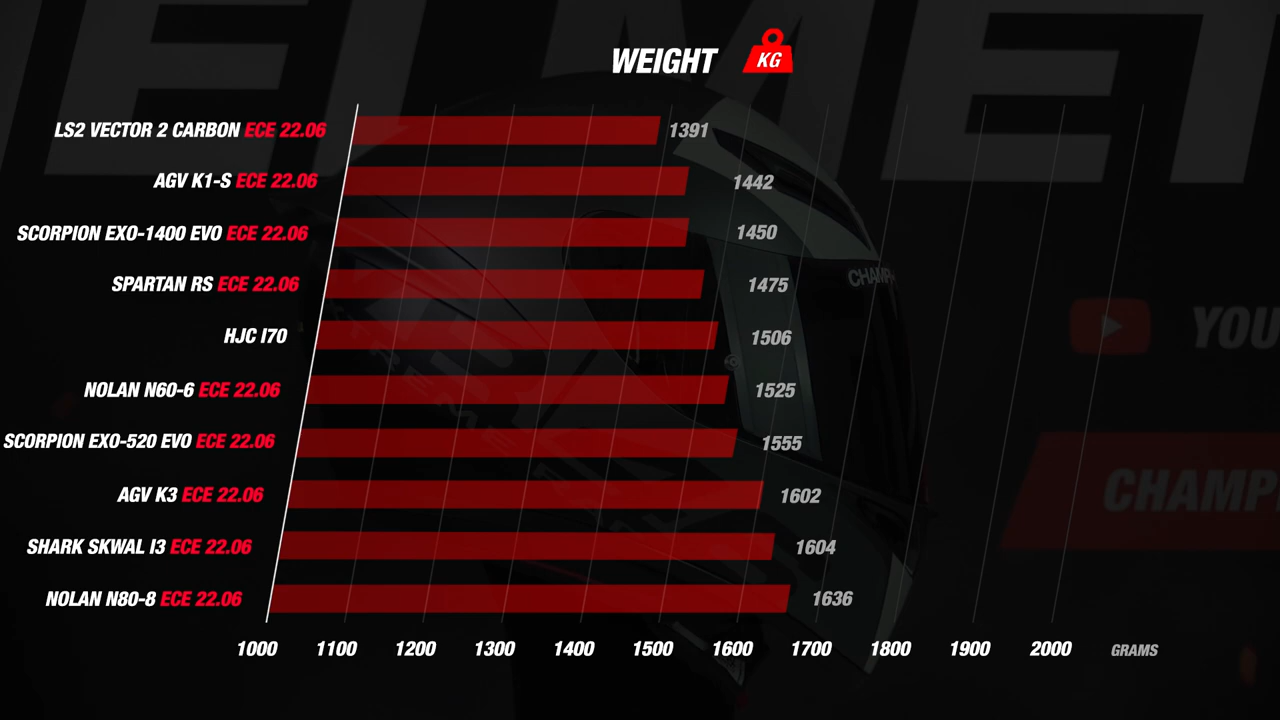 WEIGHT KG
LS2 VECTOR 2 CARBON ECE 22.06 1391
AGV K1-S ECE 22.06 1442
SCORPION EXO-1400 EVO ECE 22.06 1450
SPARTAN RS ECE 22.06 1475
HJC I70 1506
NOLAN N60-6 ECE 22.06 1525
SCORPION EXO-520 EVO ECE 22.06 1555
AGV K3 ECE 22.06 1602
SHARK SKWAL I3 ECE 22.06 1604
NOLAN N80-8 ECE 22.06 1636
1000 1100 1200 1300 1400 1500 1600 1700 1800 1900 2000 GRAMS
ELMET
CHAMP
YOU
CHAMP